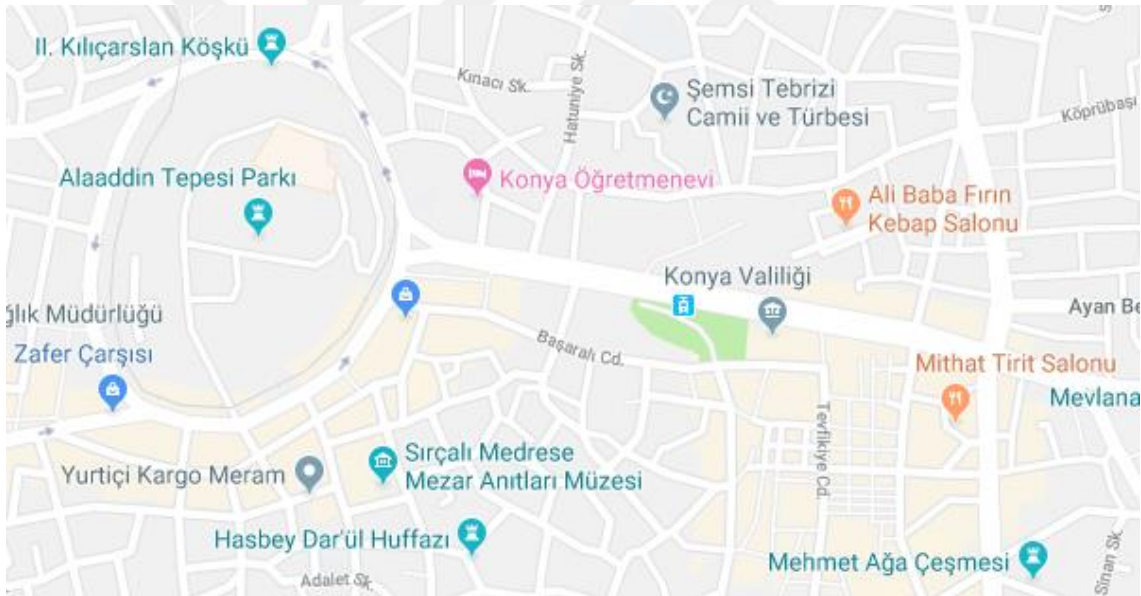 II. Kılıçarslan Köşkü
Kınacı Sk.
Hatuniye Sk.
Şemsi Tebrizi
Camii ve Türbesi
Köprübaşı
Alaaddin Tepesi Parkı
Konya Öğretmenevi
Ali Baba Fırın
Kebap Salonu
Konya Valiliği
ğlık Müdürlüğü
Ayan Be
Zafer Çarşısı
Başaralı Cd.
Mithat Tirit Salonu
Mevlana
Tevfikiye Cd.
Sırçalı Medrese
Mezar Anıtları Müzesi
Yurtiçi Kargo Meram
Hasbey Dar'ül Huffazı
Mehmet Ağa Çeşmesi
Sinan Sk.
Adalet Sk.